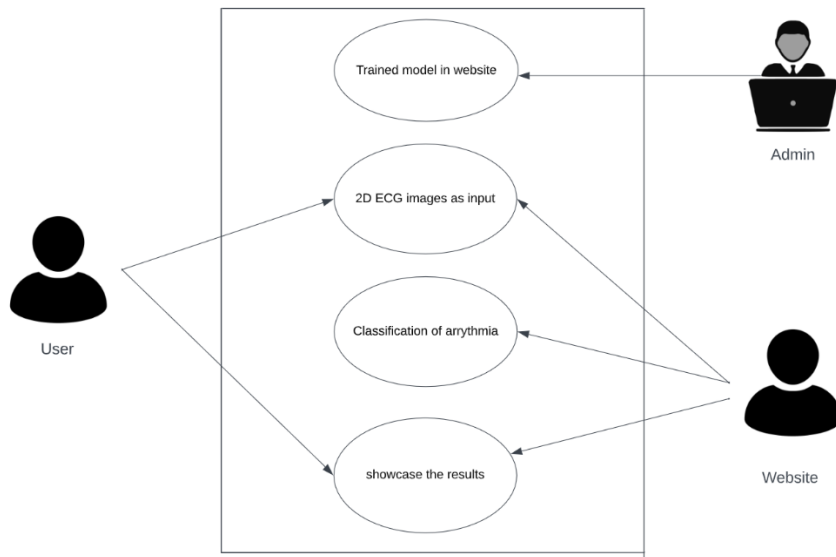 Trained model in website
Admin
2D ECG images as input
User
Classification of arrythmia
showcase the results
Website